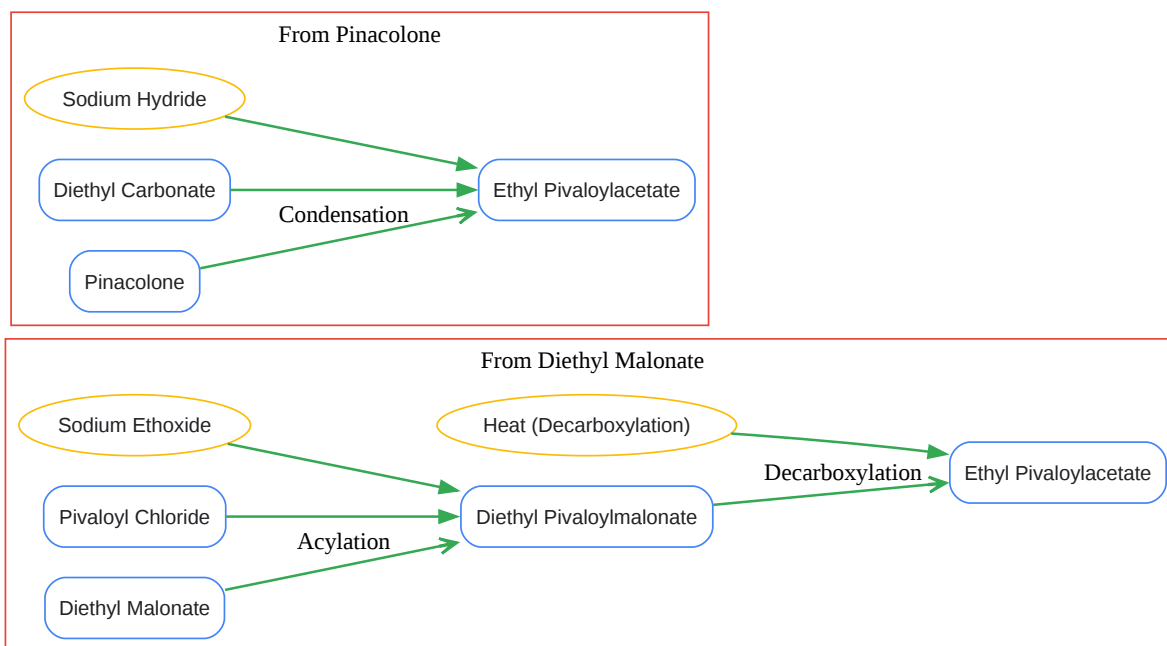 From Pinacolone
Sodium Hydride
Diethyl Carbonate
Ethyl Pivaloylacetate
Condensation
Pinacolone
From Diethyl Malonate
Sodium Ethoxide
Heat (Decarboxylation)
Decarboxylation
Ethyl Pivaloylacetate
Pivaloyl Chloride
Diethyl Pivaloylmalonate
Acylation
Diethyl Malonate